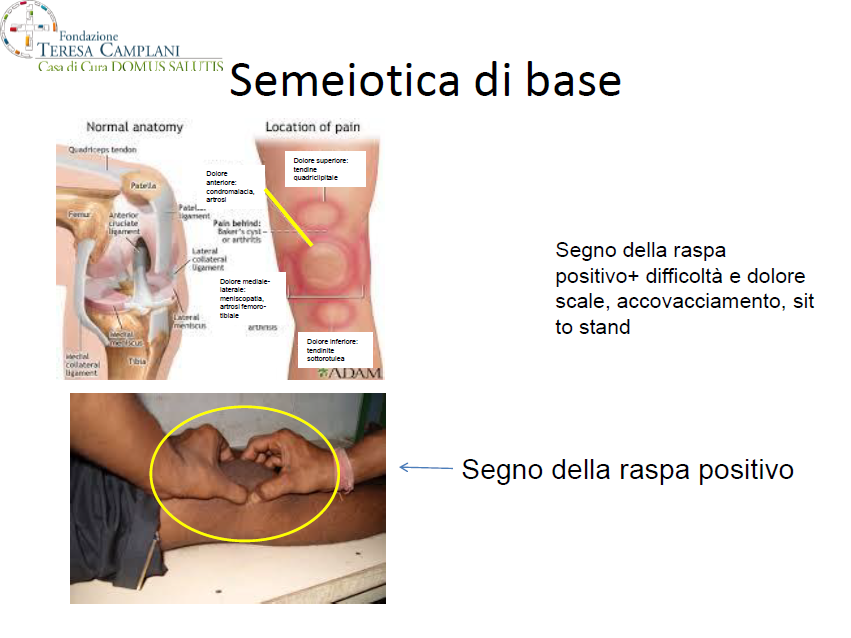 Fondazione
TERESA CAMPLANI
Casa di Cura DOMUS SALUTIS
Semeiotica di base
Normal anatomy
Quadriceps tendon
Patella
Femur
Anterior
cruciate
ligament
ligament
Lateral
collateral
ligament
Lateral
meniscus
Medial
meniscus
Medial
collateral
ligament
Tibia
Location of pain
Dolore superiore:
tendine
quadricipitale
Dolore
anteriore:
condromalacia,
artrosi
Pain behind:
Baker's cyst
or arthritis
Dolore mediale-
laterale:
meniscopatia,
artrosi femoro-
tibiale
arthritis
Dolore inferiore:
tendinite
sottorotulea
ADAM
Segno della raspa
positivo+ difficoltà e dolore
scale, accovacciamento, sit
to stand
Segno della raspa positivo